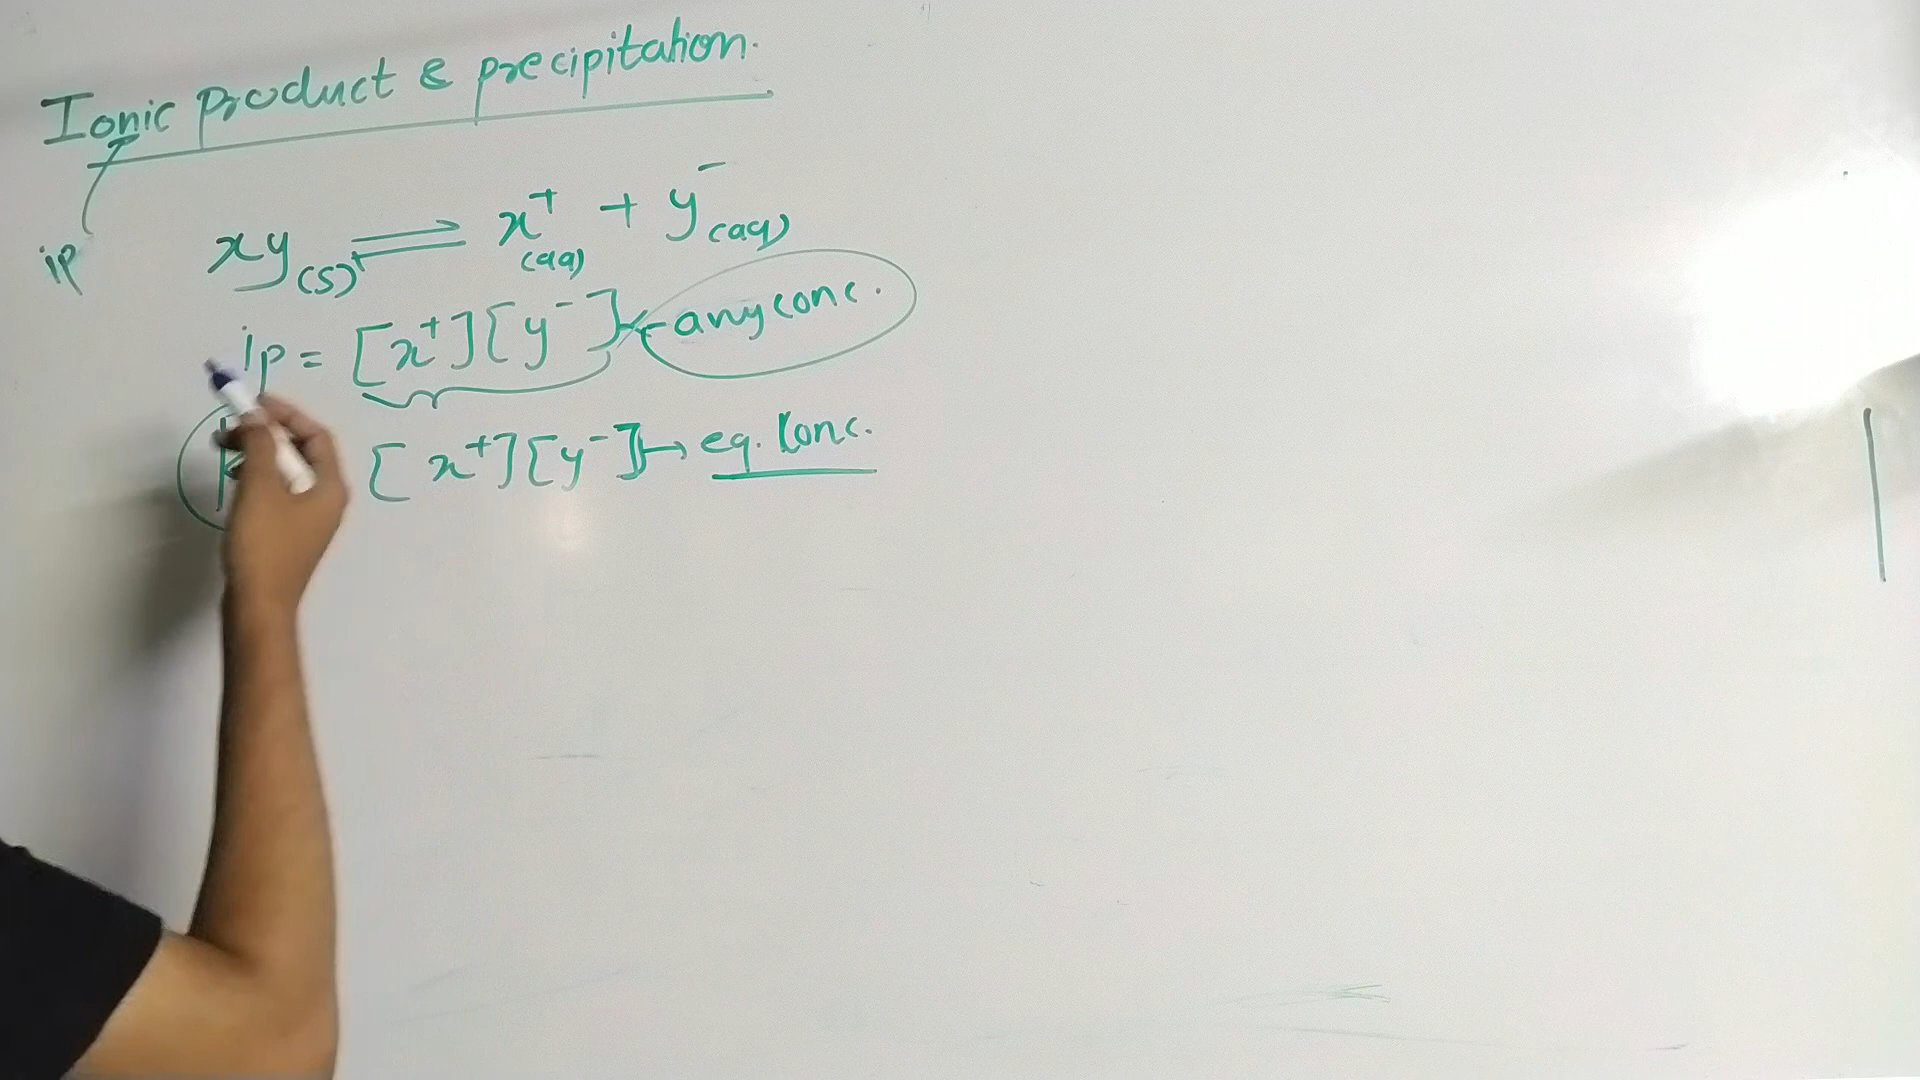 Ionic product & precipitation.
ip
xy(s) ⇌ x⁺(aq) + y⁻(aq)
ip = [x⁺][y⁻] ← any conc.
[x⁺][y⁻] → eq. conc.